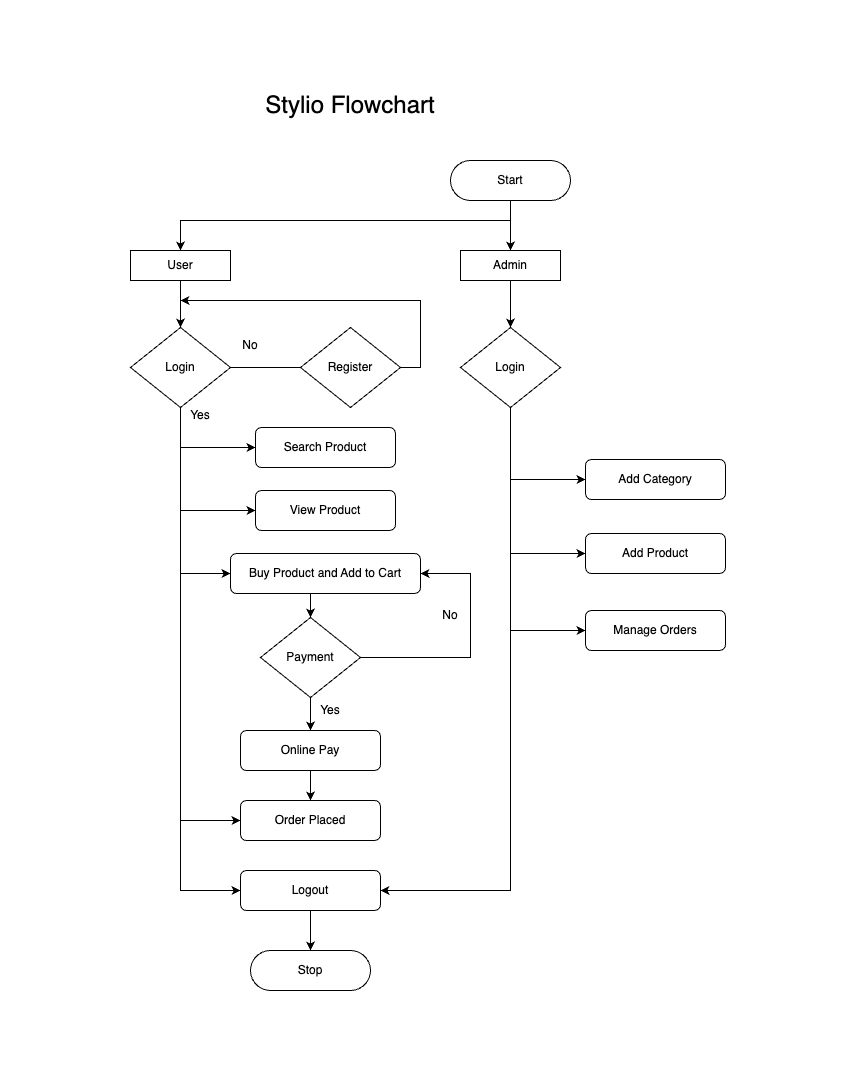 Stylio Flowchart
Start
User
Admin
No
Login
Register
Login
Yes
Search Product
Add Category
View Product
Add Product
Buy Product and Add to Cart
No
Manage Orders
Payment
Yes
Online Pay
Order Placed
Logout
Stop